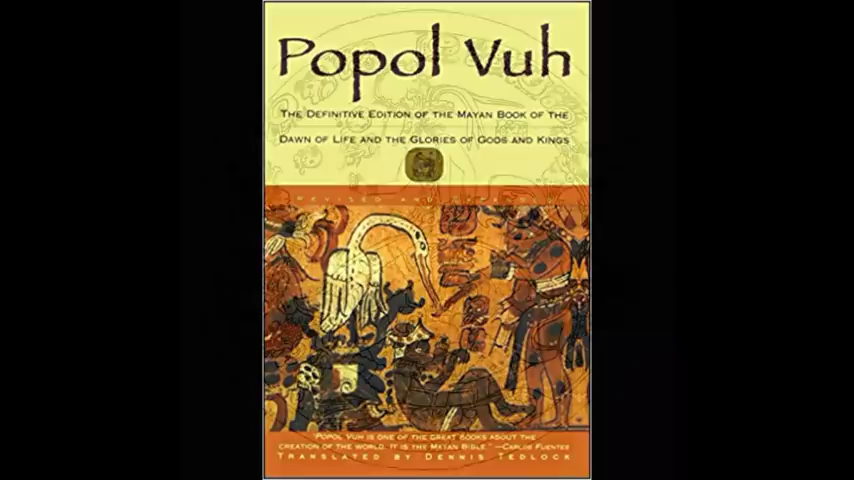 Popol Vuh
The Definitive Edition of the Mayan Book of the
Dawn of Life and the Glories of Gods and Kings
Revised and
"Popol Vuh is one of the great books about the
creation of the world. It is the Mayan Bible." —Carlos Fuentes
Translated by Dennis Tedlock